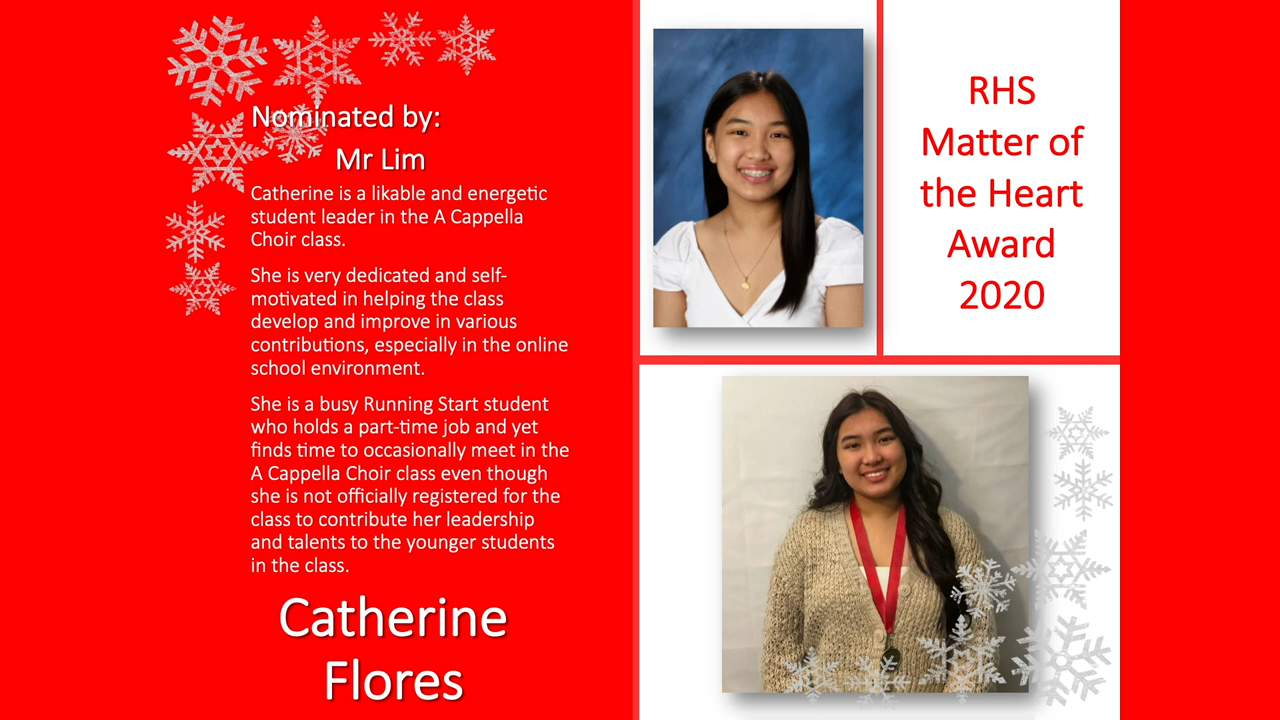 Nominated by:
Mr Lim
Catherine is a likable and energetic
student leader in the A Cappella
Choir class.
She is very dedicated and self-
motivated in helping the class
develop and improve in various
contributions, especially in the online
school environment.
She is a busy Running Start student
who holds a part-time job and yet
finds time to occasionally meet in the
A Cappella Choir class even though
she is not officially registered for the
class to contribute her leadership
and talents to the younger students
in the class.
Catherine
Flores
RHS
Matter of
the Heart
Award
2020